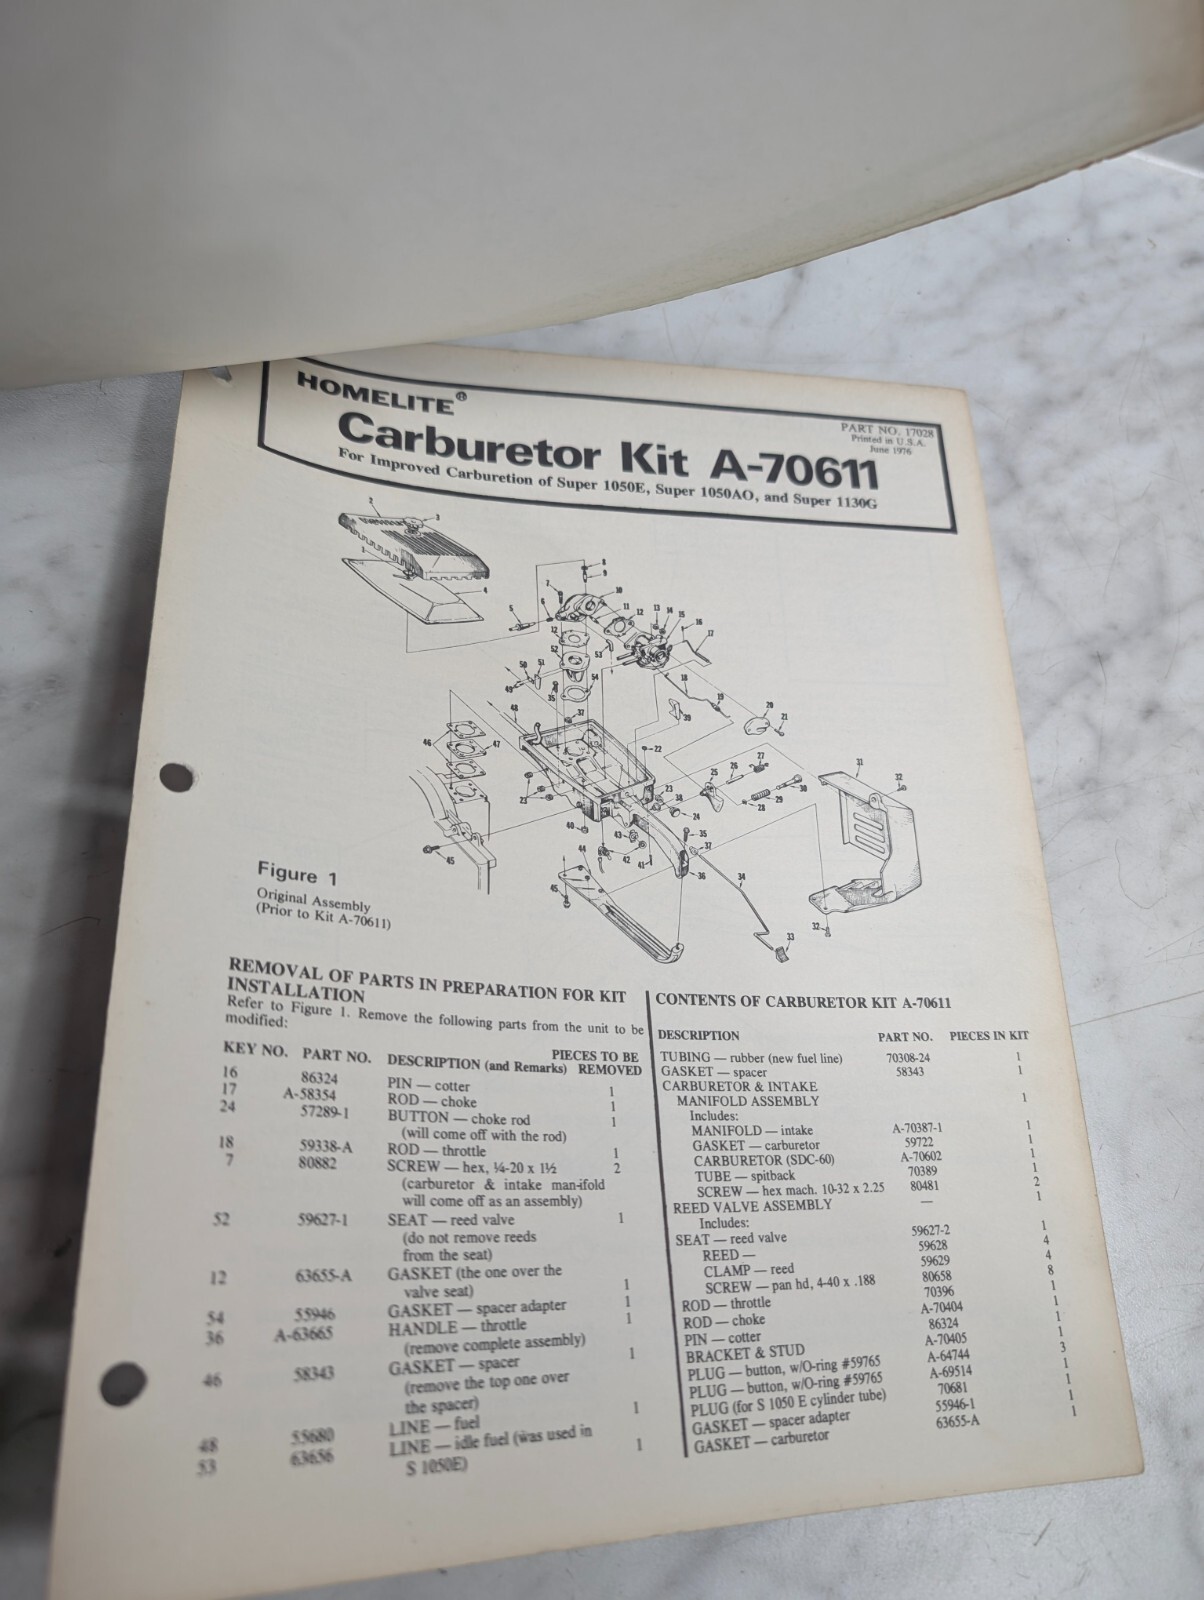 HOMELITE®
Carburetor Kit A-70611
For Improved Carburetion of Super 1050E, Super 1050AO, and Super 1130G
PART NO. 17028
Printed in U.S.A.
June 1976
Figure 1
Original Assembly
(Prior to Kit A-70611)
REMOVAL OF PARTS IN PREPARATION FOR KIT
INSTALLATION
Refer to Figure 1. Remove the following parts from the unit to be
modified:
KEY NO. PART NO. DESCRIPTION (and Remarks) PIECES TO BE REMOVED
16 86324 PIN — cotter 1
17 A-58354 ROD — choke 1
24 57289-1 BUTTON — choke rod 1
(will come off with the rod)
18 59338-A ROD — throttle 1
7 80882 SCREW — hex, ¼-20 x 1½ 2
(carburetor & intake man-ifold
will come off as an assembly)
52 59627-1 SEAT — reed valve 1
(do not remove reeds
from the seat)
12 63655-A GASKET (the one over the
valve seat) 1
54 55946 GASKET — spacer adapter 1
36 A-63665 HANDLE — throttle 1
(remove complete assembly)
46 58343 GASKET — spacer 1
(remove the top one over
the spacer)
48 55680 LINE — fuel 1
53 63656 LINE — idle fuel (was used in
S 1050E) 1
CONTENTS OF CARBURETOR KIT A-70611
DESCRIPTION PART NO. PIECES IN KIT
TUBING — rubber (new fuel line) 70308-24 1
GASKET — spacer 58343 1
CARBURETOR & INTAKE
MANIFOLD ASSEMBLY 1
Includes:
MANIFOLD — intake A-70387-1 1
GASKET — carburetor 59722 1
CARBURETOR (SDC-60) A-70602 1
TUBE — spitback 70389 1
SCREW — hex mach. 10-32 x 2.25 80481 2
REED VALVE ASSEMBLY — 1
Includes:
SEAT — reed valve 59627-2 1
REED — 59628 4
CLAMP — reed 59629 4
SCREW — pan hd, 4-40 x .188 80658 8
ROD — throttle 70396 1
ROD — choke A-70404 1
PIN — cotter 86324 1
BRACKET & STUD A-70405 1
PLUG — button, w/O-ring #59765 A-64744 3
PLUG — button, w/O-ring #59765 A-69514 1
PLUG (for S 1050 E cylinder tube) 70681 1
GASKET — spacer adapter 55946-1 1
GASKET — carburetor 63655-A 1